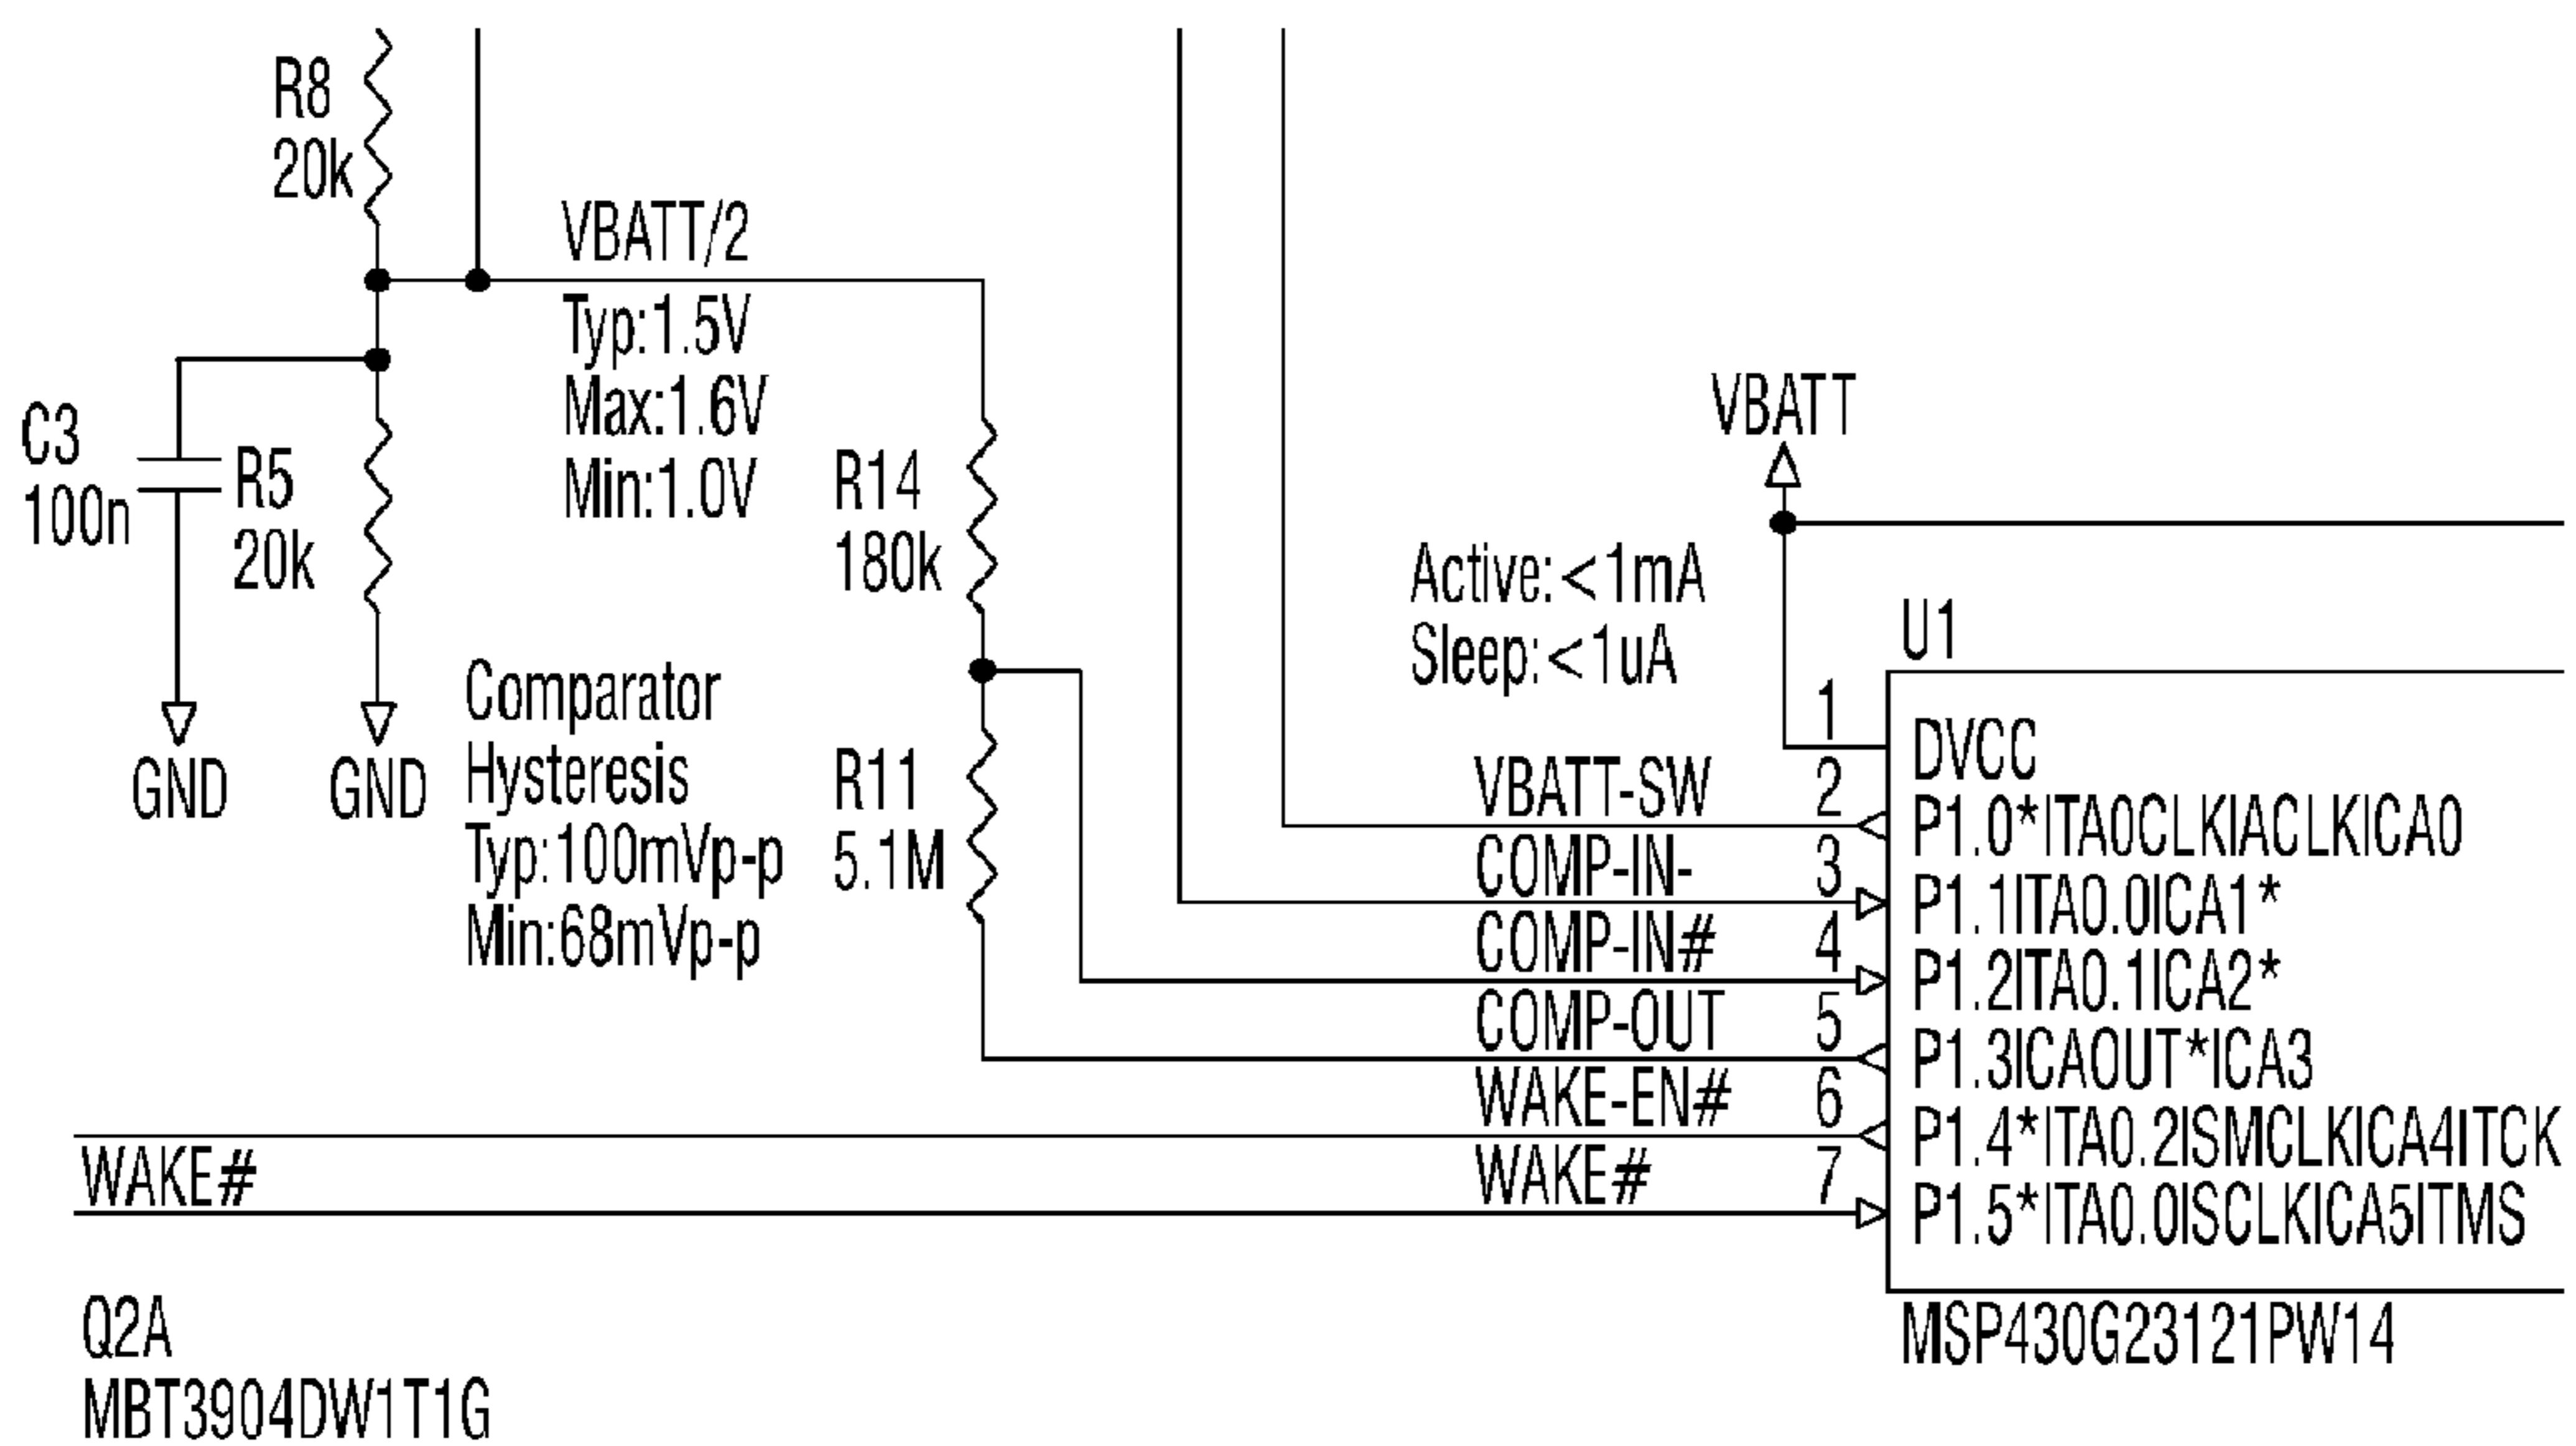 R8
20k
VBATT/2
Typ:1.5V
Max:1.6V
Min:1.0V
C3
100n
R5
20k
GND
GND
R14
180k
Comparator
Hysteresis
Typ:100mVp-p
Min:68mVp-p
R11
5.1M
VBATT
Active:<1mA
Sleep:<1uA
U1
1
DVCC
VBATT-SW
2
P1.0*ITA0CLKIACLKICA0
COMP-IN-
3
P1.1ITA0.0ICA1*
COMP-IN#
4
P1.2ITA0.1ICA2*
COMP-OUT
5
P1.3ICAOUT*ICA3
WAKE-EN#
6
P1.4*ITA0.2ISMCLKICA4ITCK
WAKE#
WAKE#
7
P1.5*ITA0.0ISCLKICA5ITMS
MSP430G23121PW14
Q2A
MBT3904DW1T1G